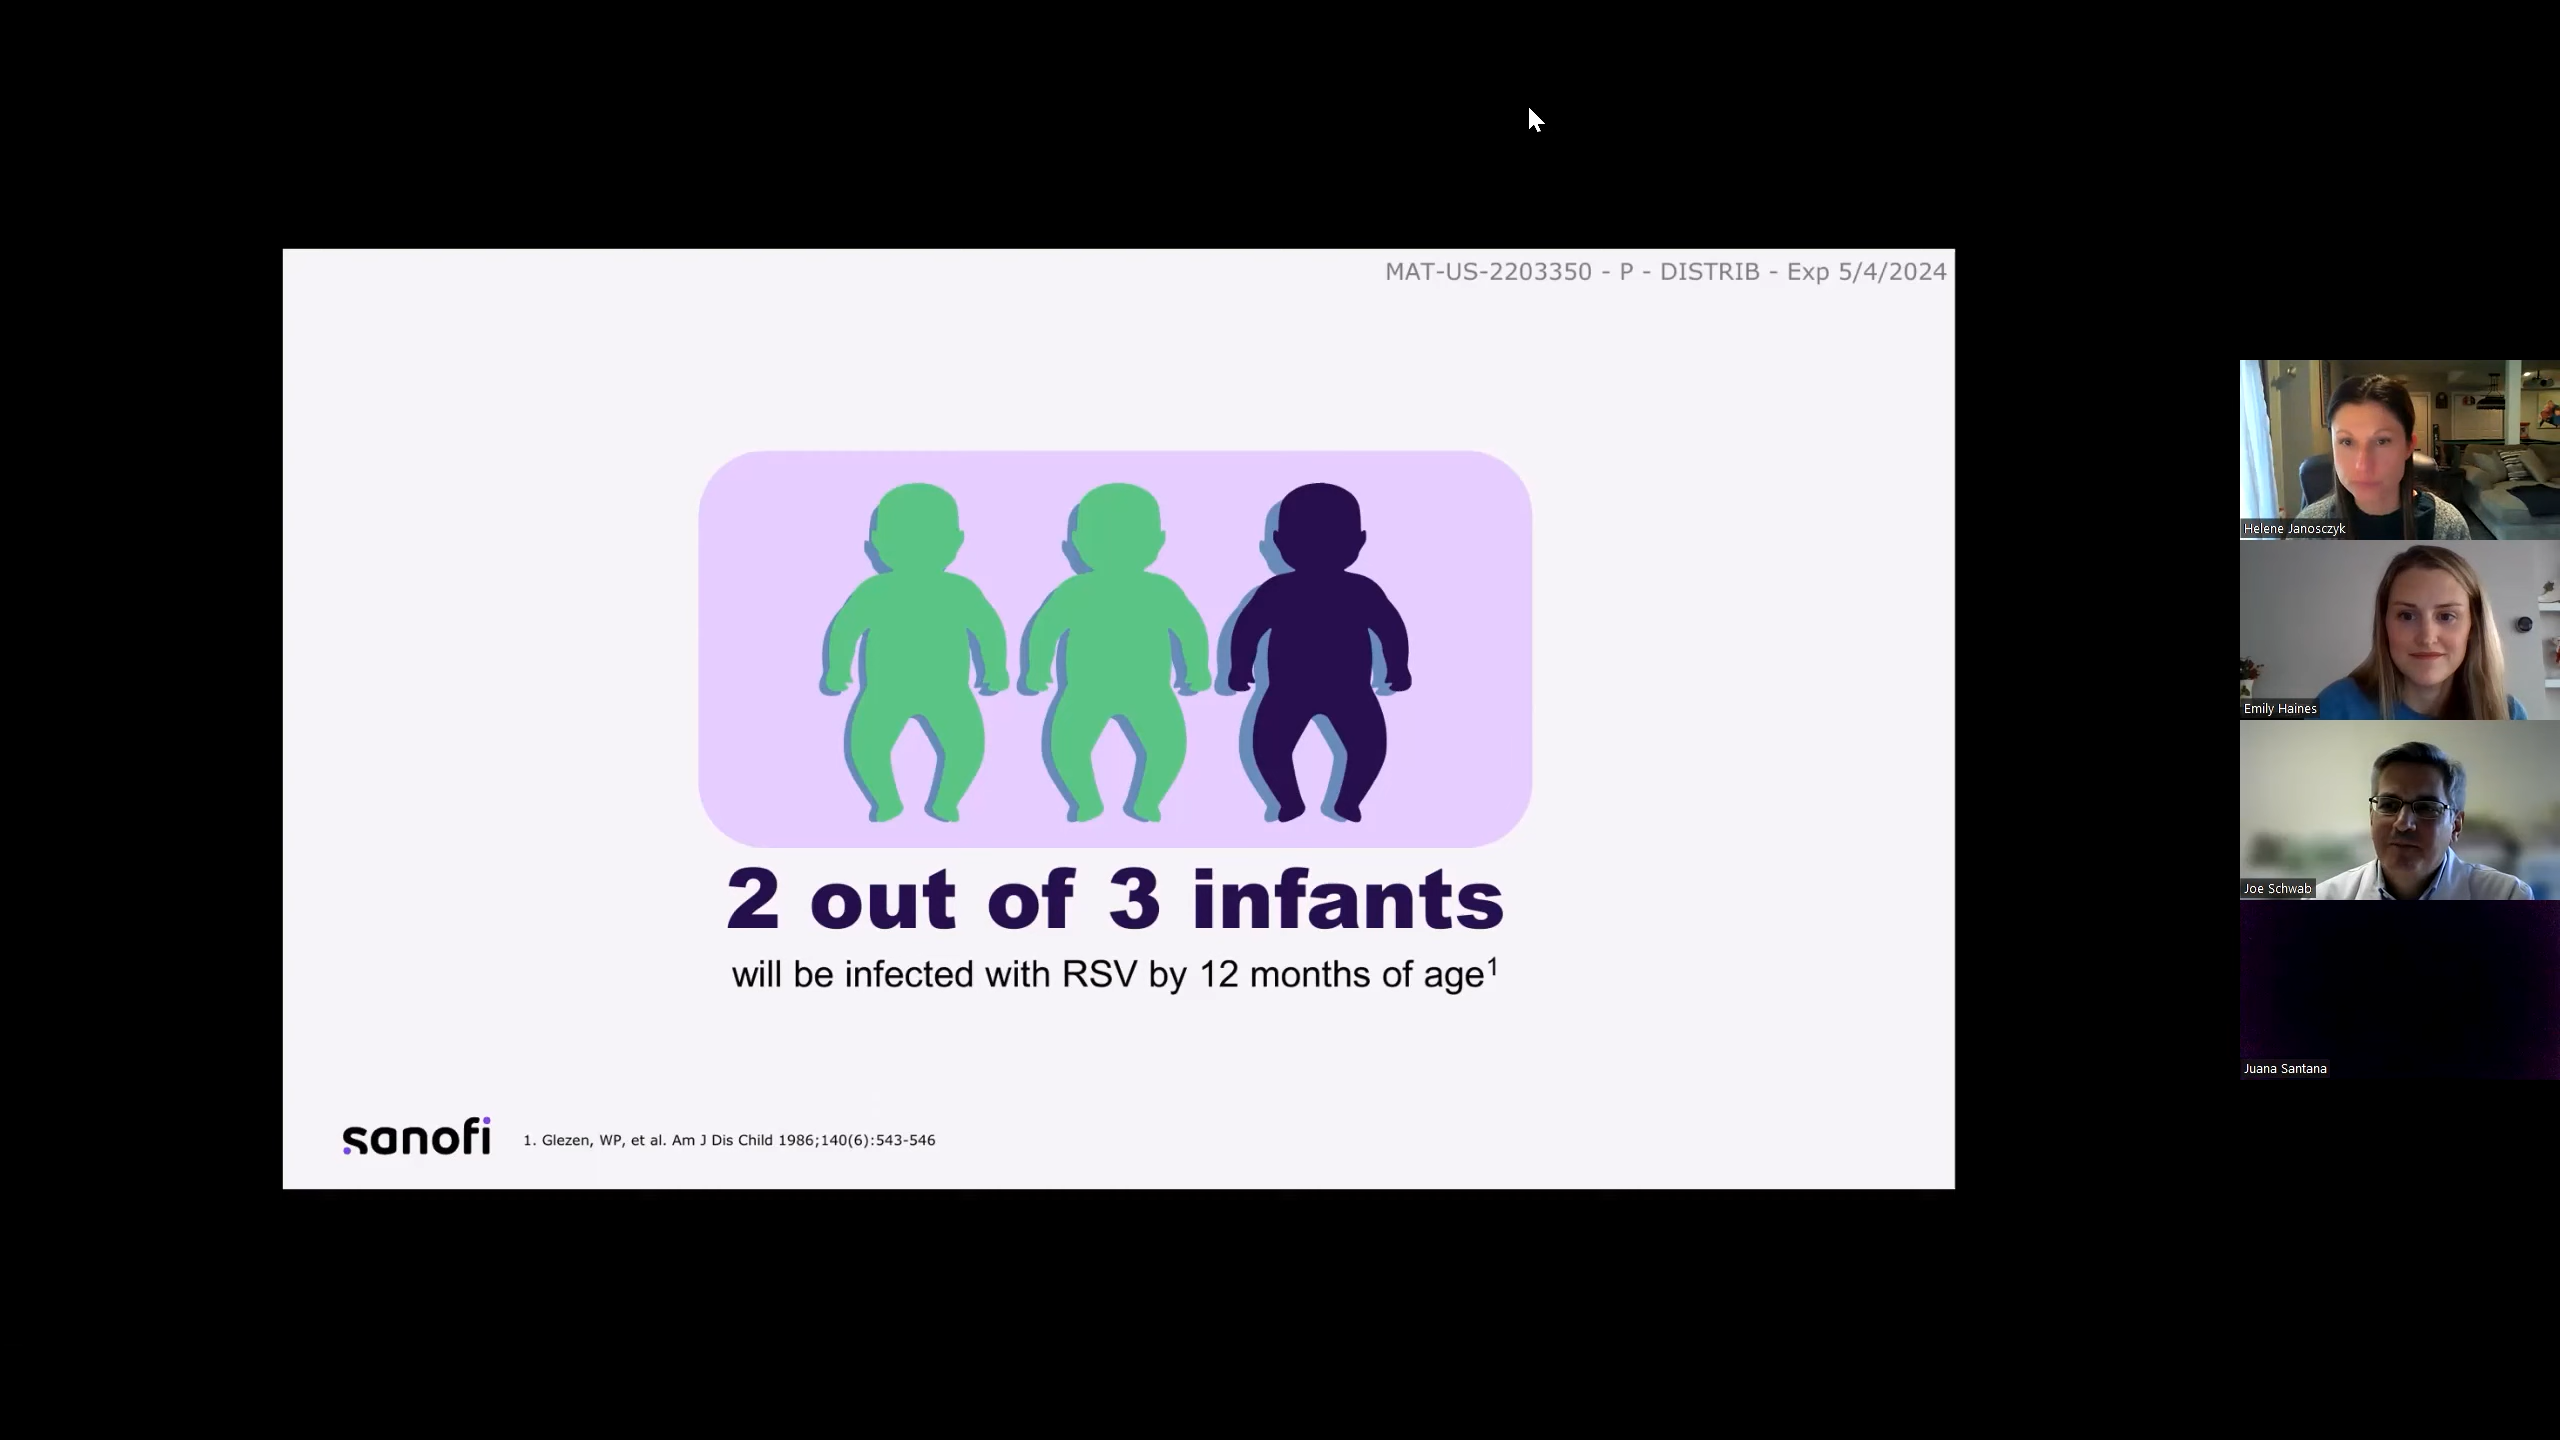 MAT-US-2203350 - P - DISTRIB - Exp 5/4/2024
2 out of 3 infants
will be infected with RSV by 12 months of age¹
sanofi
1. Glezen, WP, et al. Am J Dis Child 1986;140(6):543-546
Helene Janosczyk
Emily Haines
Joe Schwab
Juana Santana